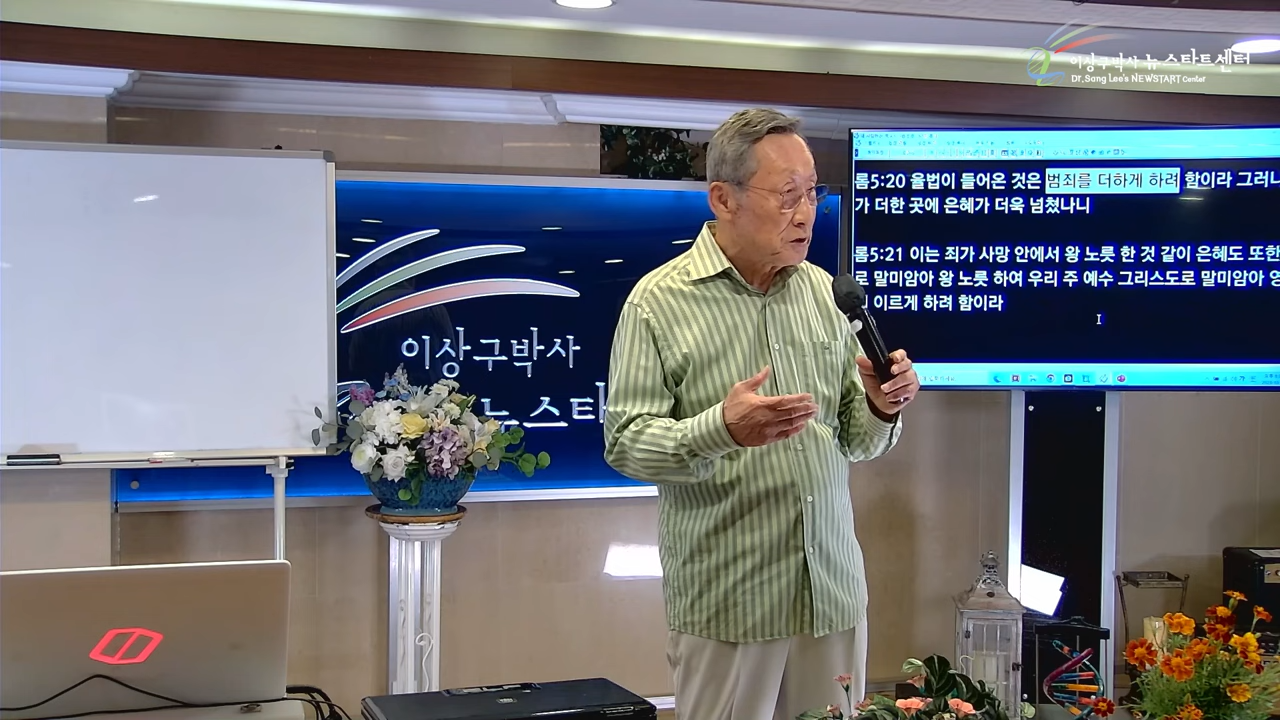 이상구박사 뉴스타트센터
Dr. Sang Lee's NEWSTART Center
롬5:20 율법이 들어온 것은 범죄를 더하게 하려 함이라 그러나
가 더한 곳에 은혜가 더욱 넘쳤나니
롬5:21 이는 죄가 사망 안에서 왕 노릇 한 것 같이 은혜도 또한
로 말미암아 왕 노릇 하여 우리 주 예수 그리스도로 말미암아 영
이르게 하려 함이라
이상구박사
뉴스타